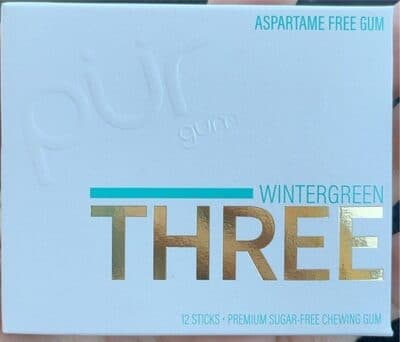 ASPARTAME FREE GUM
pür
gum
WINTERGREEN
THREE
12 STICKS · PREMIUM SUGAR-FREE CHEWING GUM